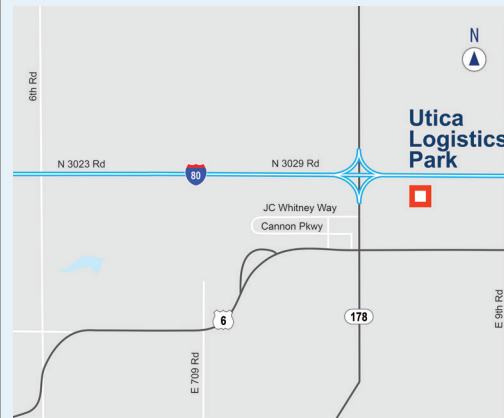 N
6th Rd
Utica
Logistics
Park
N 3023 Rd
N 3029 Rd
80
JC Whitney Way
Cannon Pkwy
6
178
E 9th Rd
E 709 Rd